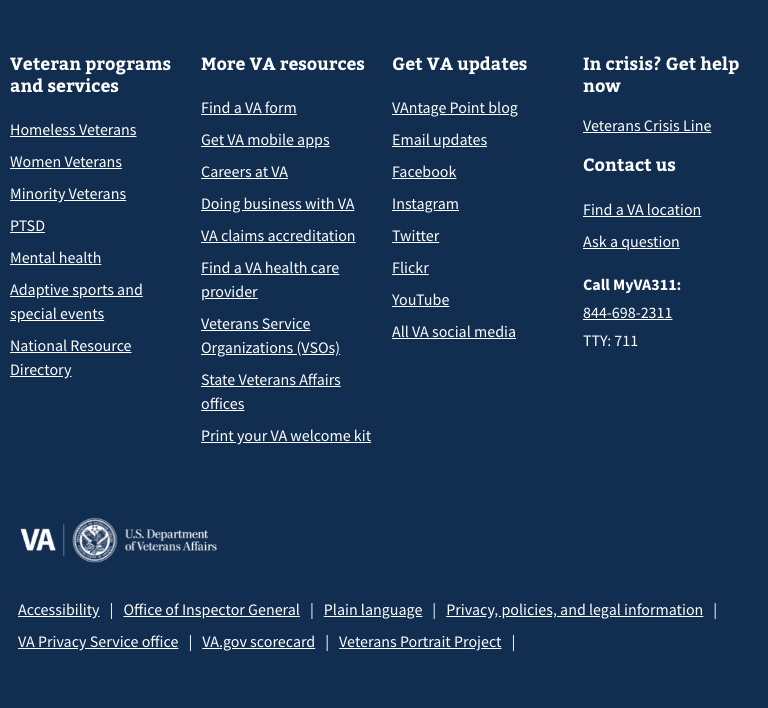 Veteran programs
and services
Homeless Veterans
Women Veterans
Minority Veterans
PTSD
Mental health
Adaptive sports and
special events
National Resource
Directory
More VA resources
Find a VA form
Get VA mobile apps
Careers at VA
Doing business with VA
VA claims accreditation
Find a VA health care
provider
Veterans Service
Organizations (VSOs)
State Veterans Affairs
offices
Print your VA welcome kit
Get VA updates
VAntage Point blog
Email updates
Facebook
Instagram
Twitter
Flickr
YouTube
All VA social media
In crisis? Get help
now
Veterans Crisis Line
Contact us
Find a VA location
Ask a question
Call MyVA311:
844-698-2311
TTY: 711
VA | U.S. Department
of Veterans Affairs
Accessibility | Office of Inspector General | Plain language | Privacy, policies, and legal information |
VA Privacy Service office | VA.gov scorecard | Veterans Portrait Project |